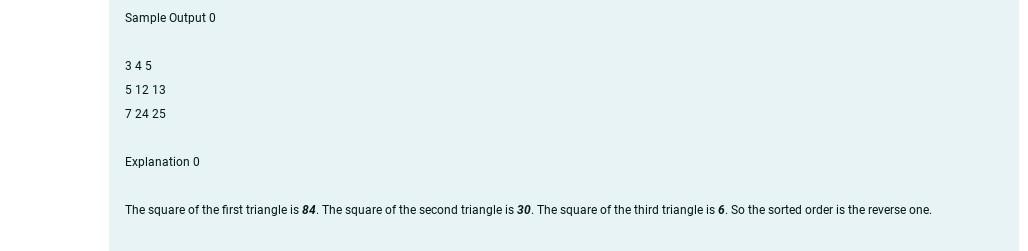 Sample Output 0
3 4 5
5 12 13
7 24 25
Explanation 0
The square of the first triangle is 84. The square of the second triangle is 30. The square of the third triangle is 6. So the sorted order is the reverse one.